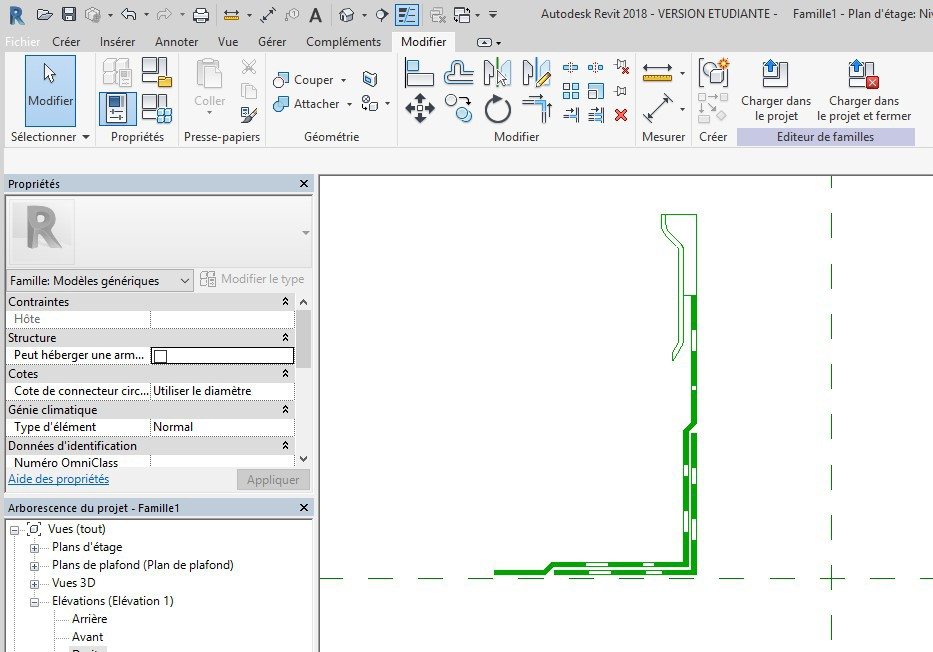 Autodesk Revit 2018 - VERSION ETUDIANTE - Famille1 - Plan d'étage: Niv
Fichier Créer Insérer Annoter Vue Gérer Compléments Modifier
Modifier
Coller
Couper
Attacher
Charger dans
le projet
Charger dans
le projet et fermer
Sélectionner Propriétés Presse-papiers Géométrie Modifier Mesurer Créer Editeur de familles
Propriétés
Famille: Modèles génériques Modifier le type
Contraintes
Hôte
Structure
Peut héberger une arm...
Cotes
Cote de connecteur circ... Utiliser le diamètre
Génie climatique
Type d'élément Normal
Données d'identification
Numéro OmniClass
Aide des propriétés Appliquer
Arborescence du projet - Famille1
Vues (tout)
Plans d'étage
Plans de plafond (Plan de plafond)
Vues 3D
Elévations (Elévation 1)
Arrière
Avant